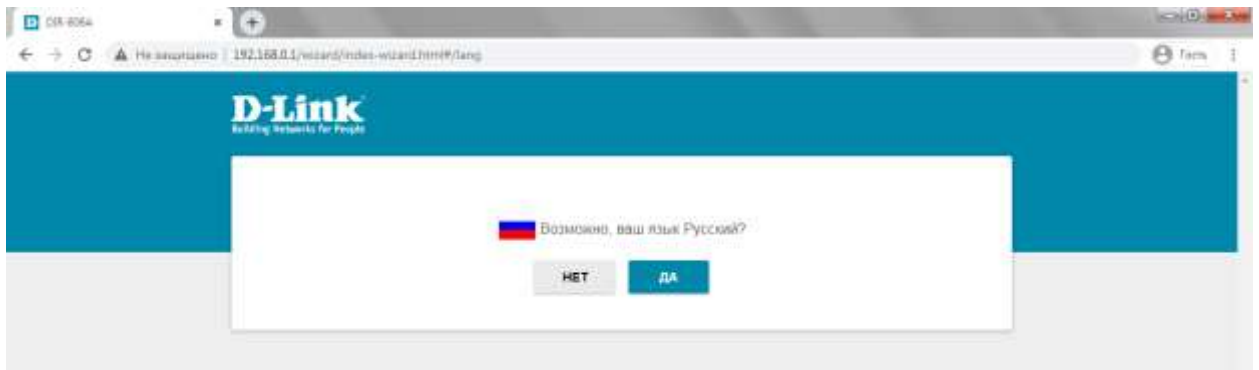 DIR-806A
Не защищено | 192.168.0.1/wizard/index-wizard.html#/lang
Гость
D-Link
Building Networks for People
Возможно, ваш язык Русский?
НЕТ
ДА